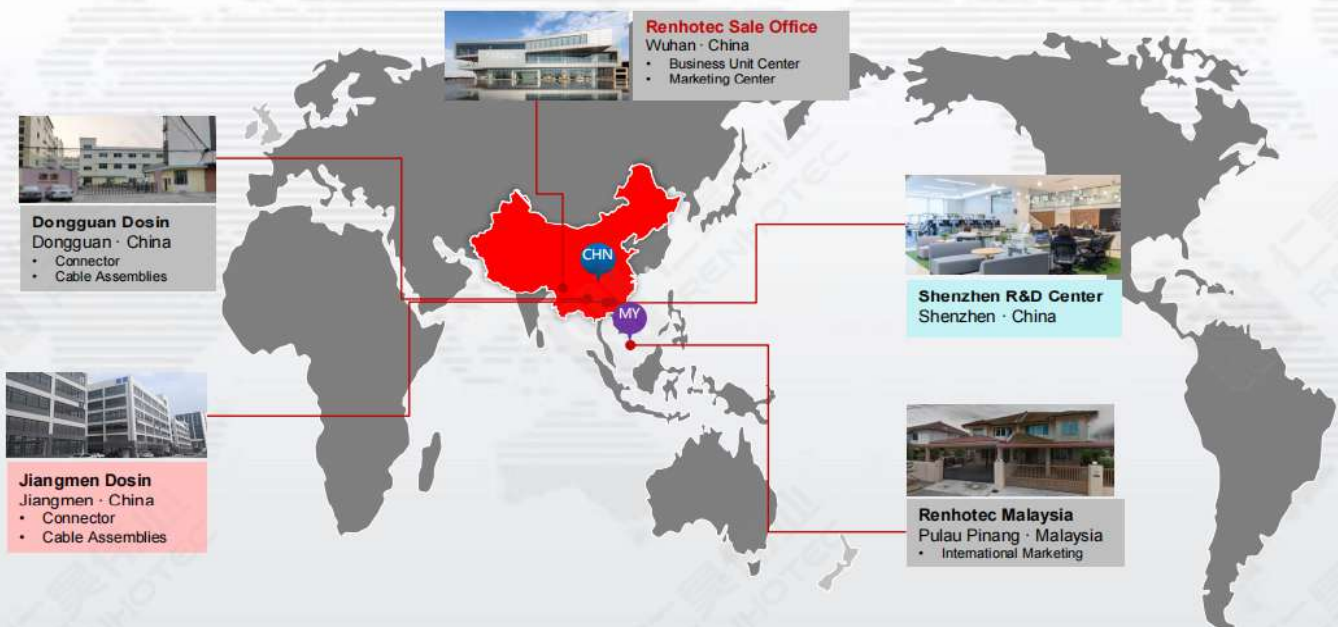 Renhotec Sale Office
Wuhan · China
• Business Unit Center
• Marketing Center
Dongguan Dosin
Dongguan · China
• Connector
• Cable Assemblies
CHN
MY
Shenzhen R&D Center
Shenzhen · China
Jiangmen Dosin
Jiangmen · China
• Connector
• Cable Assemblies
Renhotec Malaysia
Pulau Pinang · Malaysia
• International Marketing
RENHOTEC